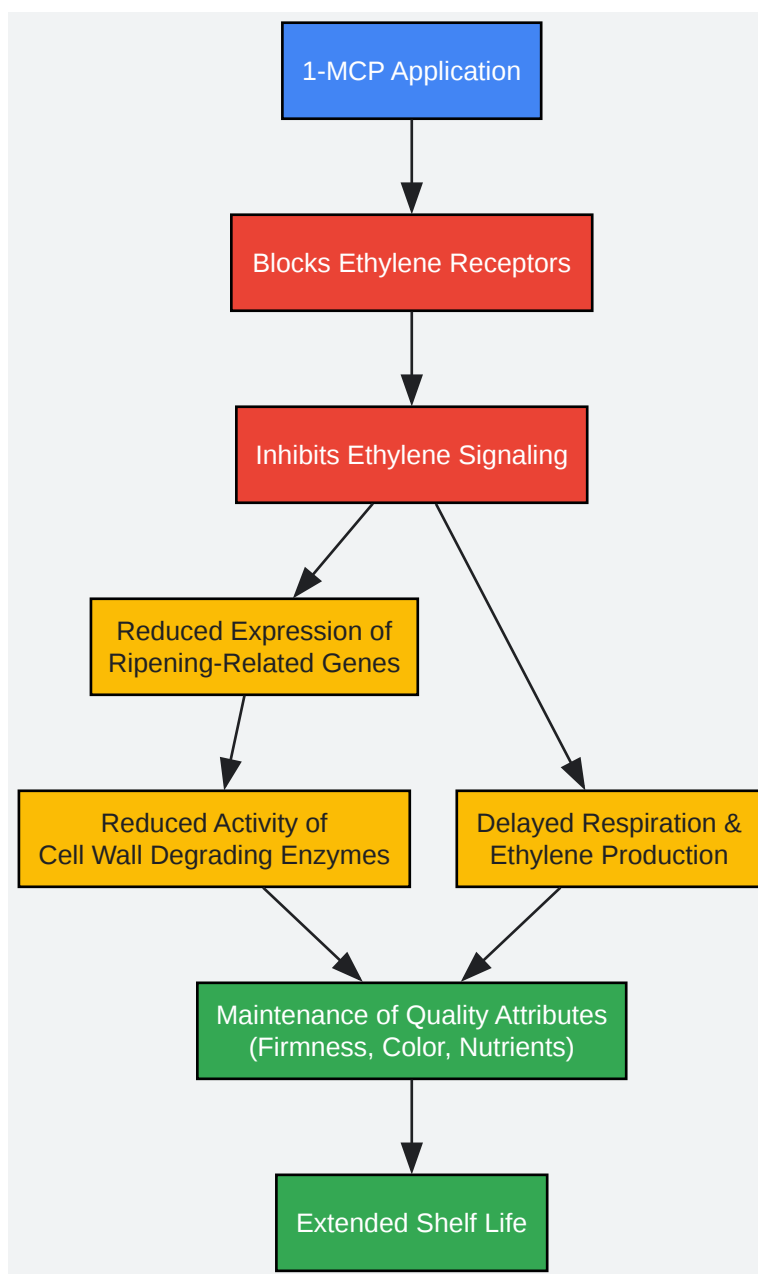 1-MCP Application
Blocks Ethylene Receptors
Inhibits Ethylene Signaling
Reduced Expression of
Ripening-Related Genes
Reduced Activity of
Cell Wall Degrading Enzymes
Delayed Respiration &
Ethylene Production
Maintenance of Quality Attributes
(Firmness, Color, Nutrients)
Extended Shelf Life